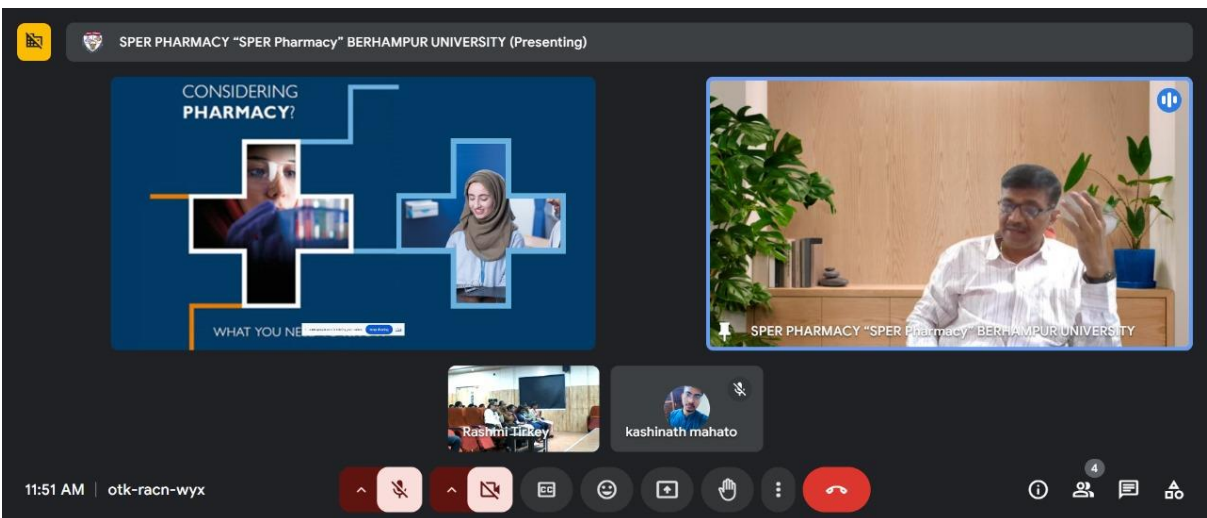 SPER PHARMACY “SPER Pharmacy” BERHAMPUR UNIVERSITY (Presenting)
CONSIDERING
PHARMACY?
WHAT YOU
SPER PHARMACY “SPER Pharmacy” BERHAMPUR UNIVERSITY
Rashmi Tirkey
kashinath mahato
4
11:51 AM | otk-racn-wyx
CC